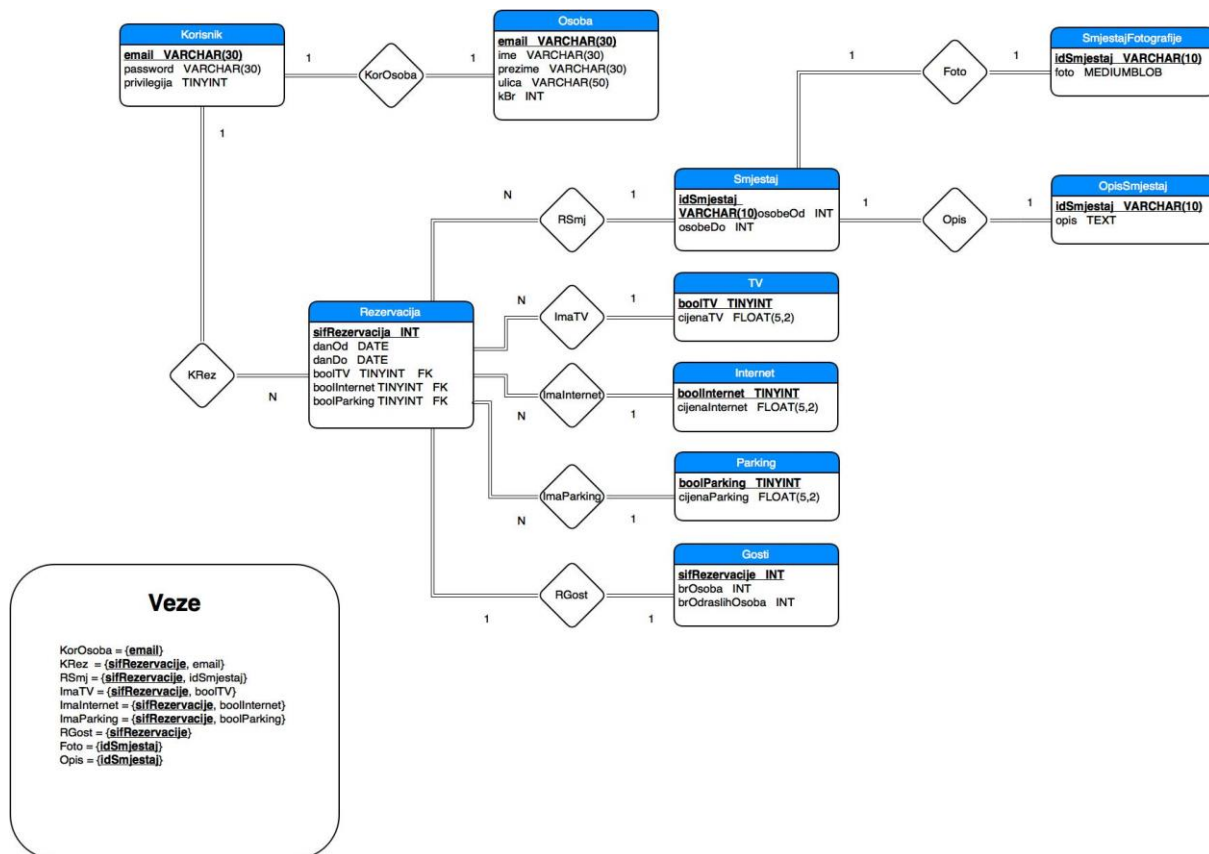 Korisnik
email VARCHAR(30)
password VARCHAR(30)
privilegija TINYINT
1
KorOsoba
1
Osoba
email VARCHAR(30)
ime VARCHAR(30)
prezime VARCHAR(30)
ulica VARCHAR(50)
kBr INT
1
Foto
1
SmjestajFotografije
idSmjestaj VARCHAR(10)
foto MEDIUMBLOB
1
N
RSmj
1
Smjestaj
idSmjestaj
VARCHAR(10)osobeOd INT
osobeDo INT
1
Opis
1
OpisSmjestaj
idSmjestaj VARCHAR(10)
opis TEXT
N
ImaTV
1
TV
boolTV TINYINT
cijenaTV FLOAT(5,2)
Rezervacija
sifRezervacija INT
danOd DATE
danDo DATE
boolTV TINYINT FK
boolInternet TINYINT FK
boolParking TINYINT FK
KRez
N
ImaInternet
N
1
Internet
boolInternet TINYINT
cijenaInternet FLOAT(5,2)
ImaParking
N
1
Parking
boolParking TINYINT
cijenaParking FLOAT(5,2)
RGost
1
1
Gosti
sifRezervacije INT
brOsoba INT
brOdraslihOsoba INT
Veze
KorOsoba = {email}
KRez = {sifRezervacije, email}
RSmj = {sifRezervacije, idSmjestaj}
ImaTV = {sifRezervacije, boolTV}
ImaInternet = {sifRezervacije, boolInternet}
ImaParking = {sifRezervacije, boolParking}
RGost = {sifRezervacije}
Foto = {idSmjestaj}
Opis = {idSmjestaj}